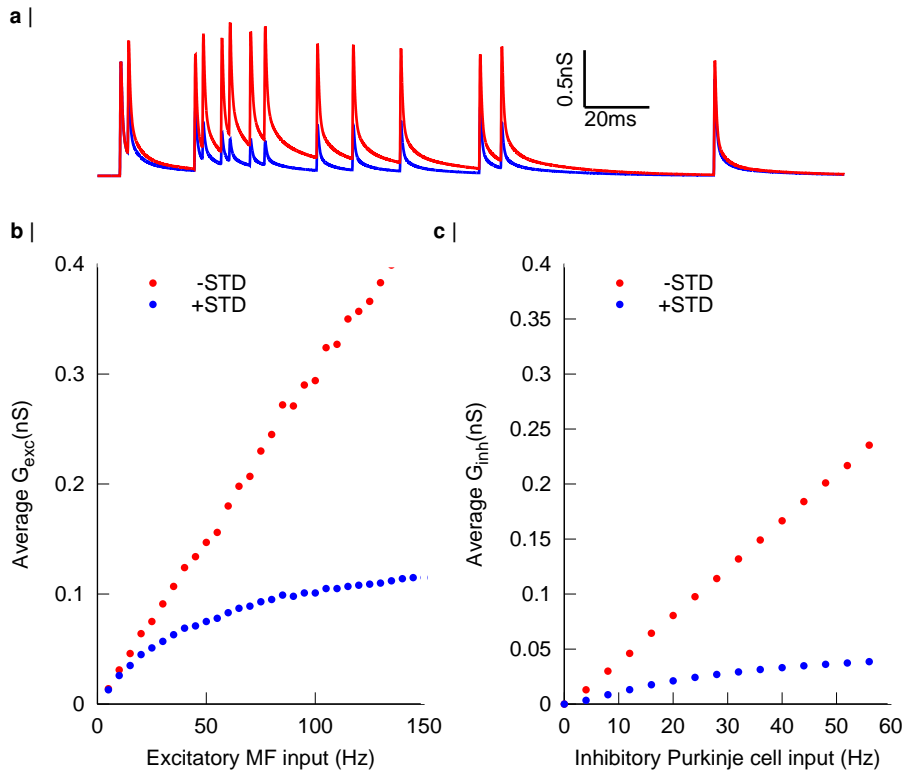 a |
0.5nS
20ms
b |
-STD
+STD
0.4
0.3
0.2
0.1
0
0
50
100
150
Average Gexc(nS)
Excitatory MF input (Hz)
c |
-STD
+STD
0.4
0.35
0.3
0.25
0.2
0.15
0.1
0.05
0
0
10
20
30
40
50
60
Average Ginh(nS)
Inhibitory Purkinje cell input (Hz)